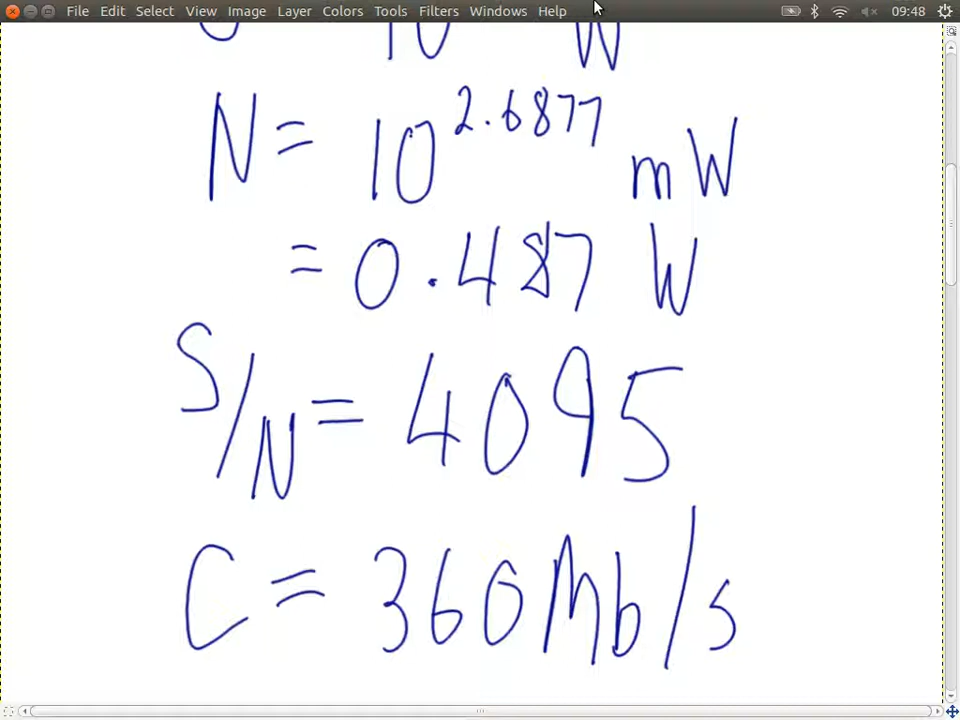 File Edit Select View Image Layer Colors Tools Filters Windows Help 09:48
10 W
N = 10^2.6877 mW
= 0.487 W
S/N = 4095
C = 360Mb/s